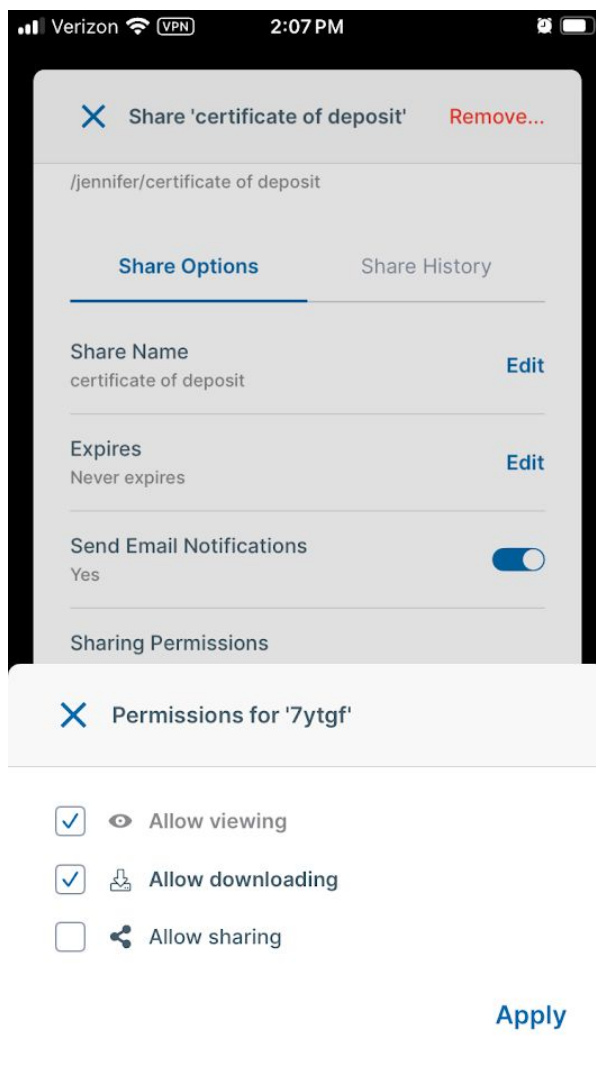 Verizon VPN 2:07 PM
Share 'certificate of deposit' Remove...
/jennifer/certificate of deposit
Share Options Share History
Share Name
certificate of deposit
Edit
Expires
Never expires
Edit
Send Email Notifications
Yes
Sharing Permissions
Permissions for '7ytgf'
Allow viewing
Allow downloading
Allow sharing
Apply